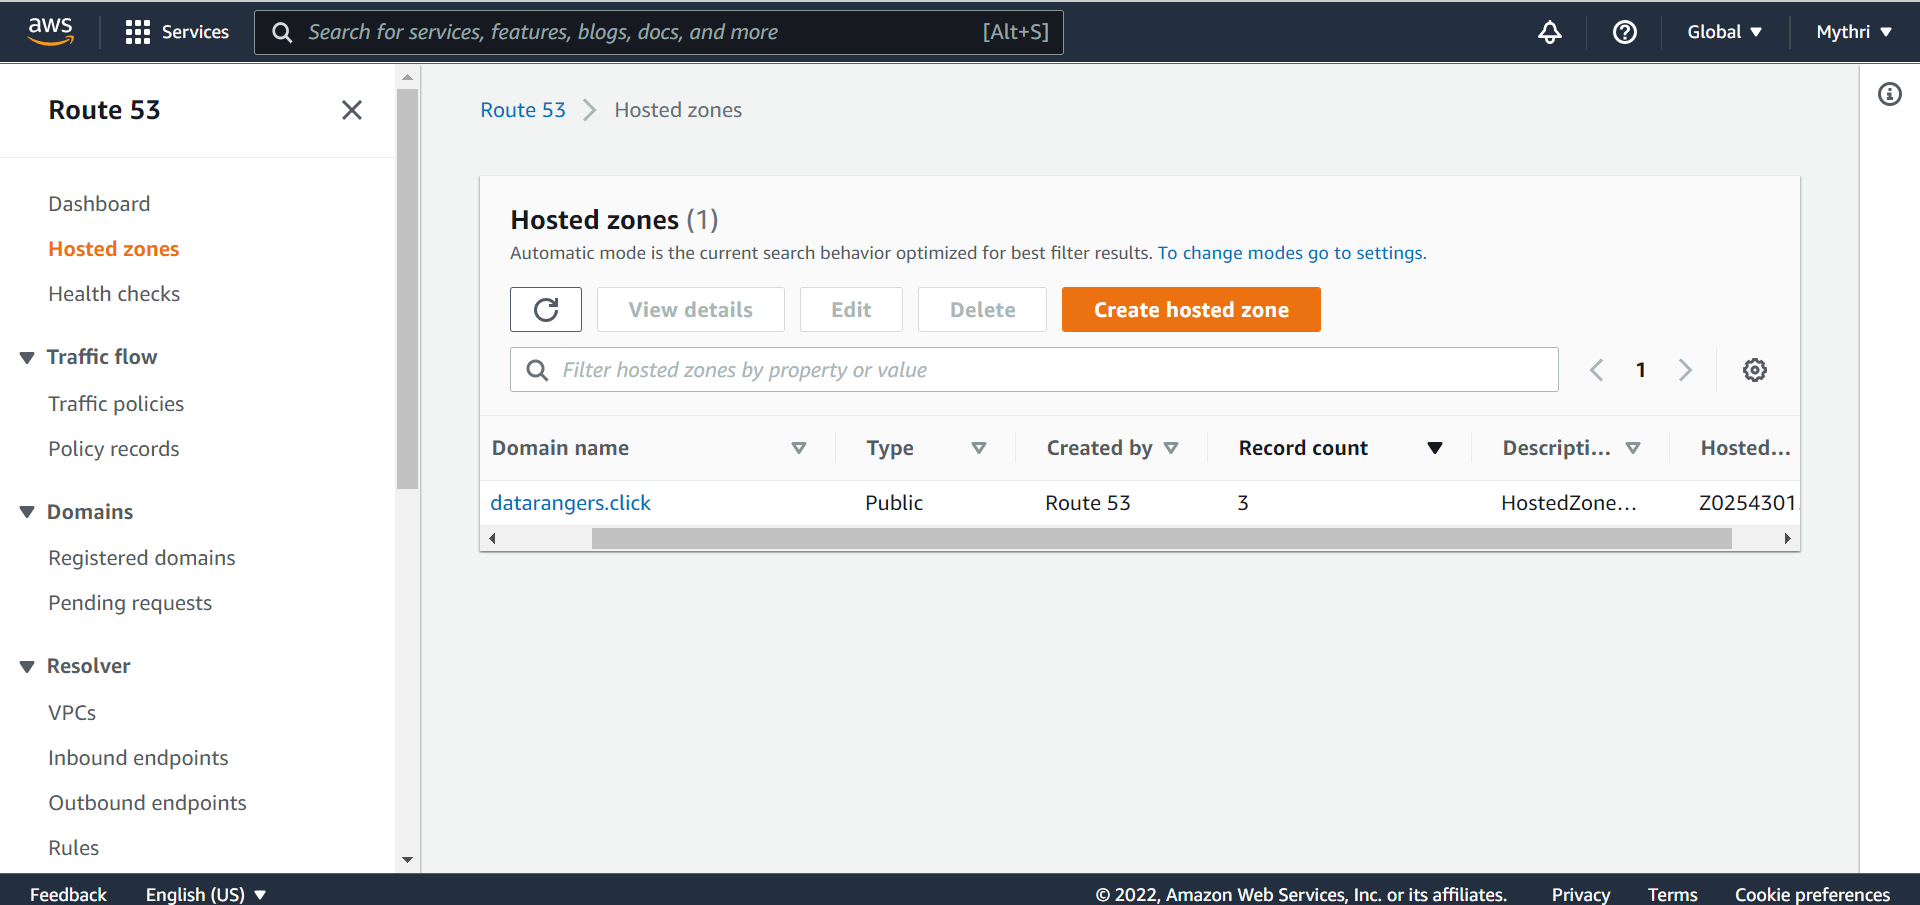 aws
Services
Search for services, features, blogs, docs, and more [Alt+S]
Global
Mythri
Route 53
Dashboard
Hosted zones
Health checks
Traffic flow
Traffic policies
Policy records
Domains
Registered domains
Pending requests
Resolver
VPCs
Inbound endpoints
Outbound endpoints
Rules
Route 53 Hosted zones
Hosted zones (1)
Automatic mode is the current search behavior optimized for best filter results. To change modes go to settings.
View details Edit Delete Create hosted zone
Filter hosted zones by property or value
1
Domain name Type Created by Record count Descripti... Hosted...
datarangers.click Public Route 53 3 HostedZone... Z0254301
Feedback English (US) © 2022, Amazon Web Services, Inc. or its affiliates. Privacy Terms Cookie preferences